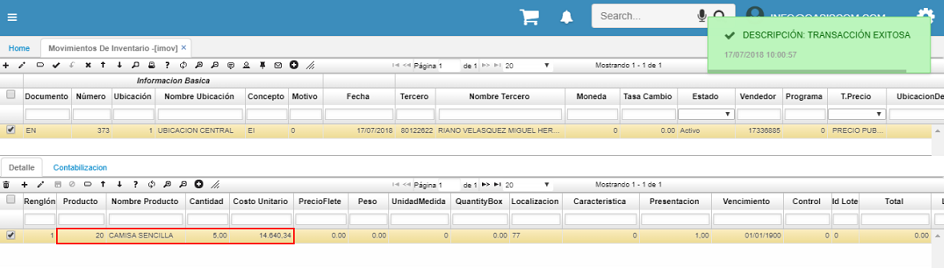 Search...
INFO@OASISCOM.COM
DESCRIPCIÓN: TRANSACCIÓN EXITOSA
17/07/2018 10:00:57
Home Movimientos De Inventario -[imov] ×
Página 1 de 1 20 Mostrando 1 - 1 de 1
Informacion Basica
Documento Número Ubicación Nombre Ubicación Concepto Motivo Fecha Tercero Nombre Tercero Moneda Tasa Cambio Estado Vendedor Programa T.Precio UbicacionDe
EN 373 1 UBICACION CENTRAL EI 0 17/07/2018 80122622 RIANO VELASQUEZ MIGUEL HER... 0 0.00 Activo 17336885 0 PRECIO PUB...
Detalle Contabilizacion
Página 1 de 1 20 Mostrando 1 - 1 de 1
Renglón Producto Nombre Producto Cantidad Costo Unitario PrecioFlete Peso UnidadMedida QuantityBox Localizacion Caracteristica Presentacion Vencimiento Control Id Lote Total L
1 20 CAMISA SENCILLA 5,00 14.640,34 0.00 0.00 0 0.00 77 0 1,00 01/01/1900 0 0 0.00